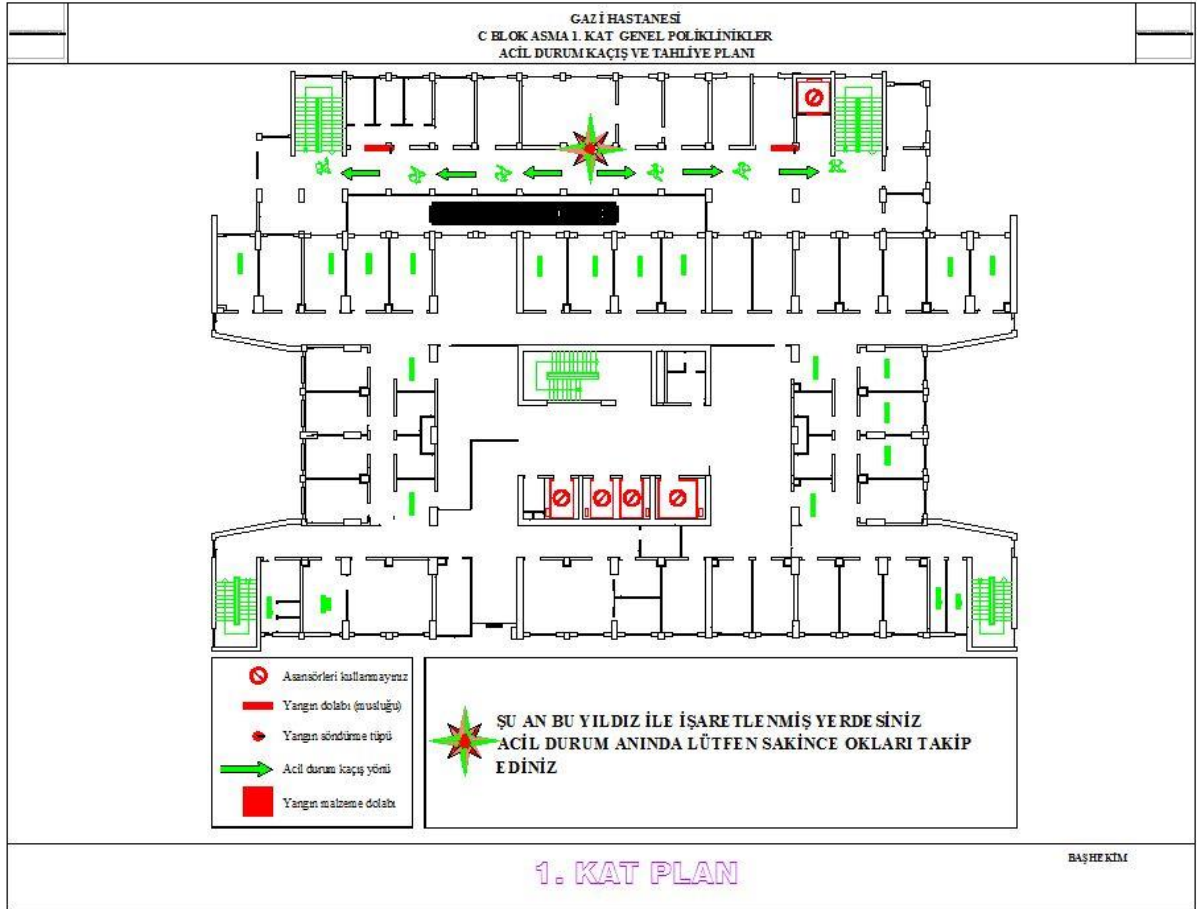 GAZİ HASTANESİ
C BLOK ASMA 1. KAT GENEL POLİKLİNİKLER
ACİL DURUM KAÇIŞ VE TAHLİYE PLANI
Asansörleri kullanmayınız
Yangın dolabı (musluğu)
Yangın söndürme tüpü
Acil durum kaçış yönü
Yangın malzeme dolabı
ŞU AN BU YILDIZ İLE İŞARETLENMİŞ YERDESİNİZ
ACİL DURUM ANINDA LÜTFEN SAKİNCE OKLARI TAKİP
EDİNİZ
1. KAT PLAN
BAŞHEKİM